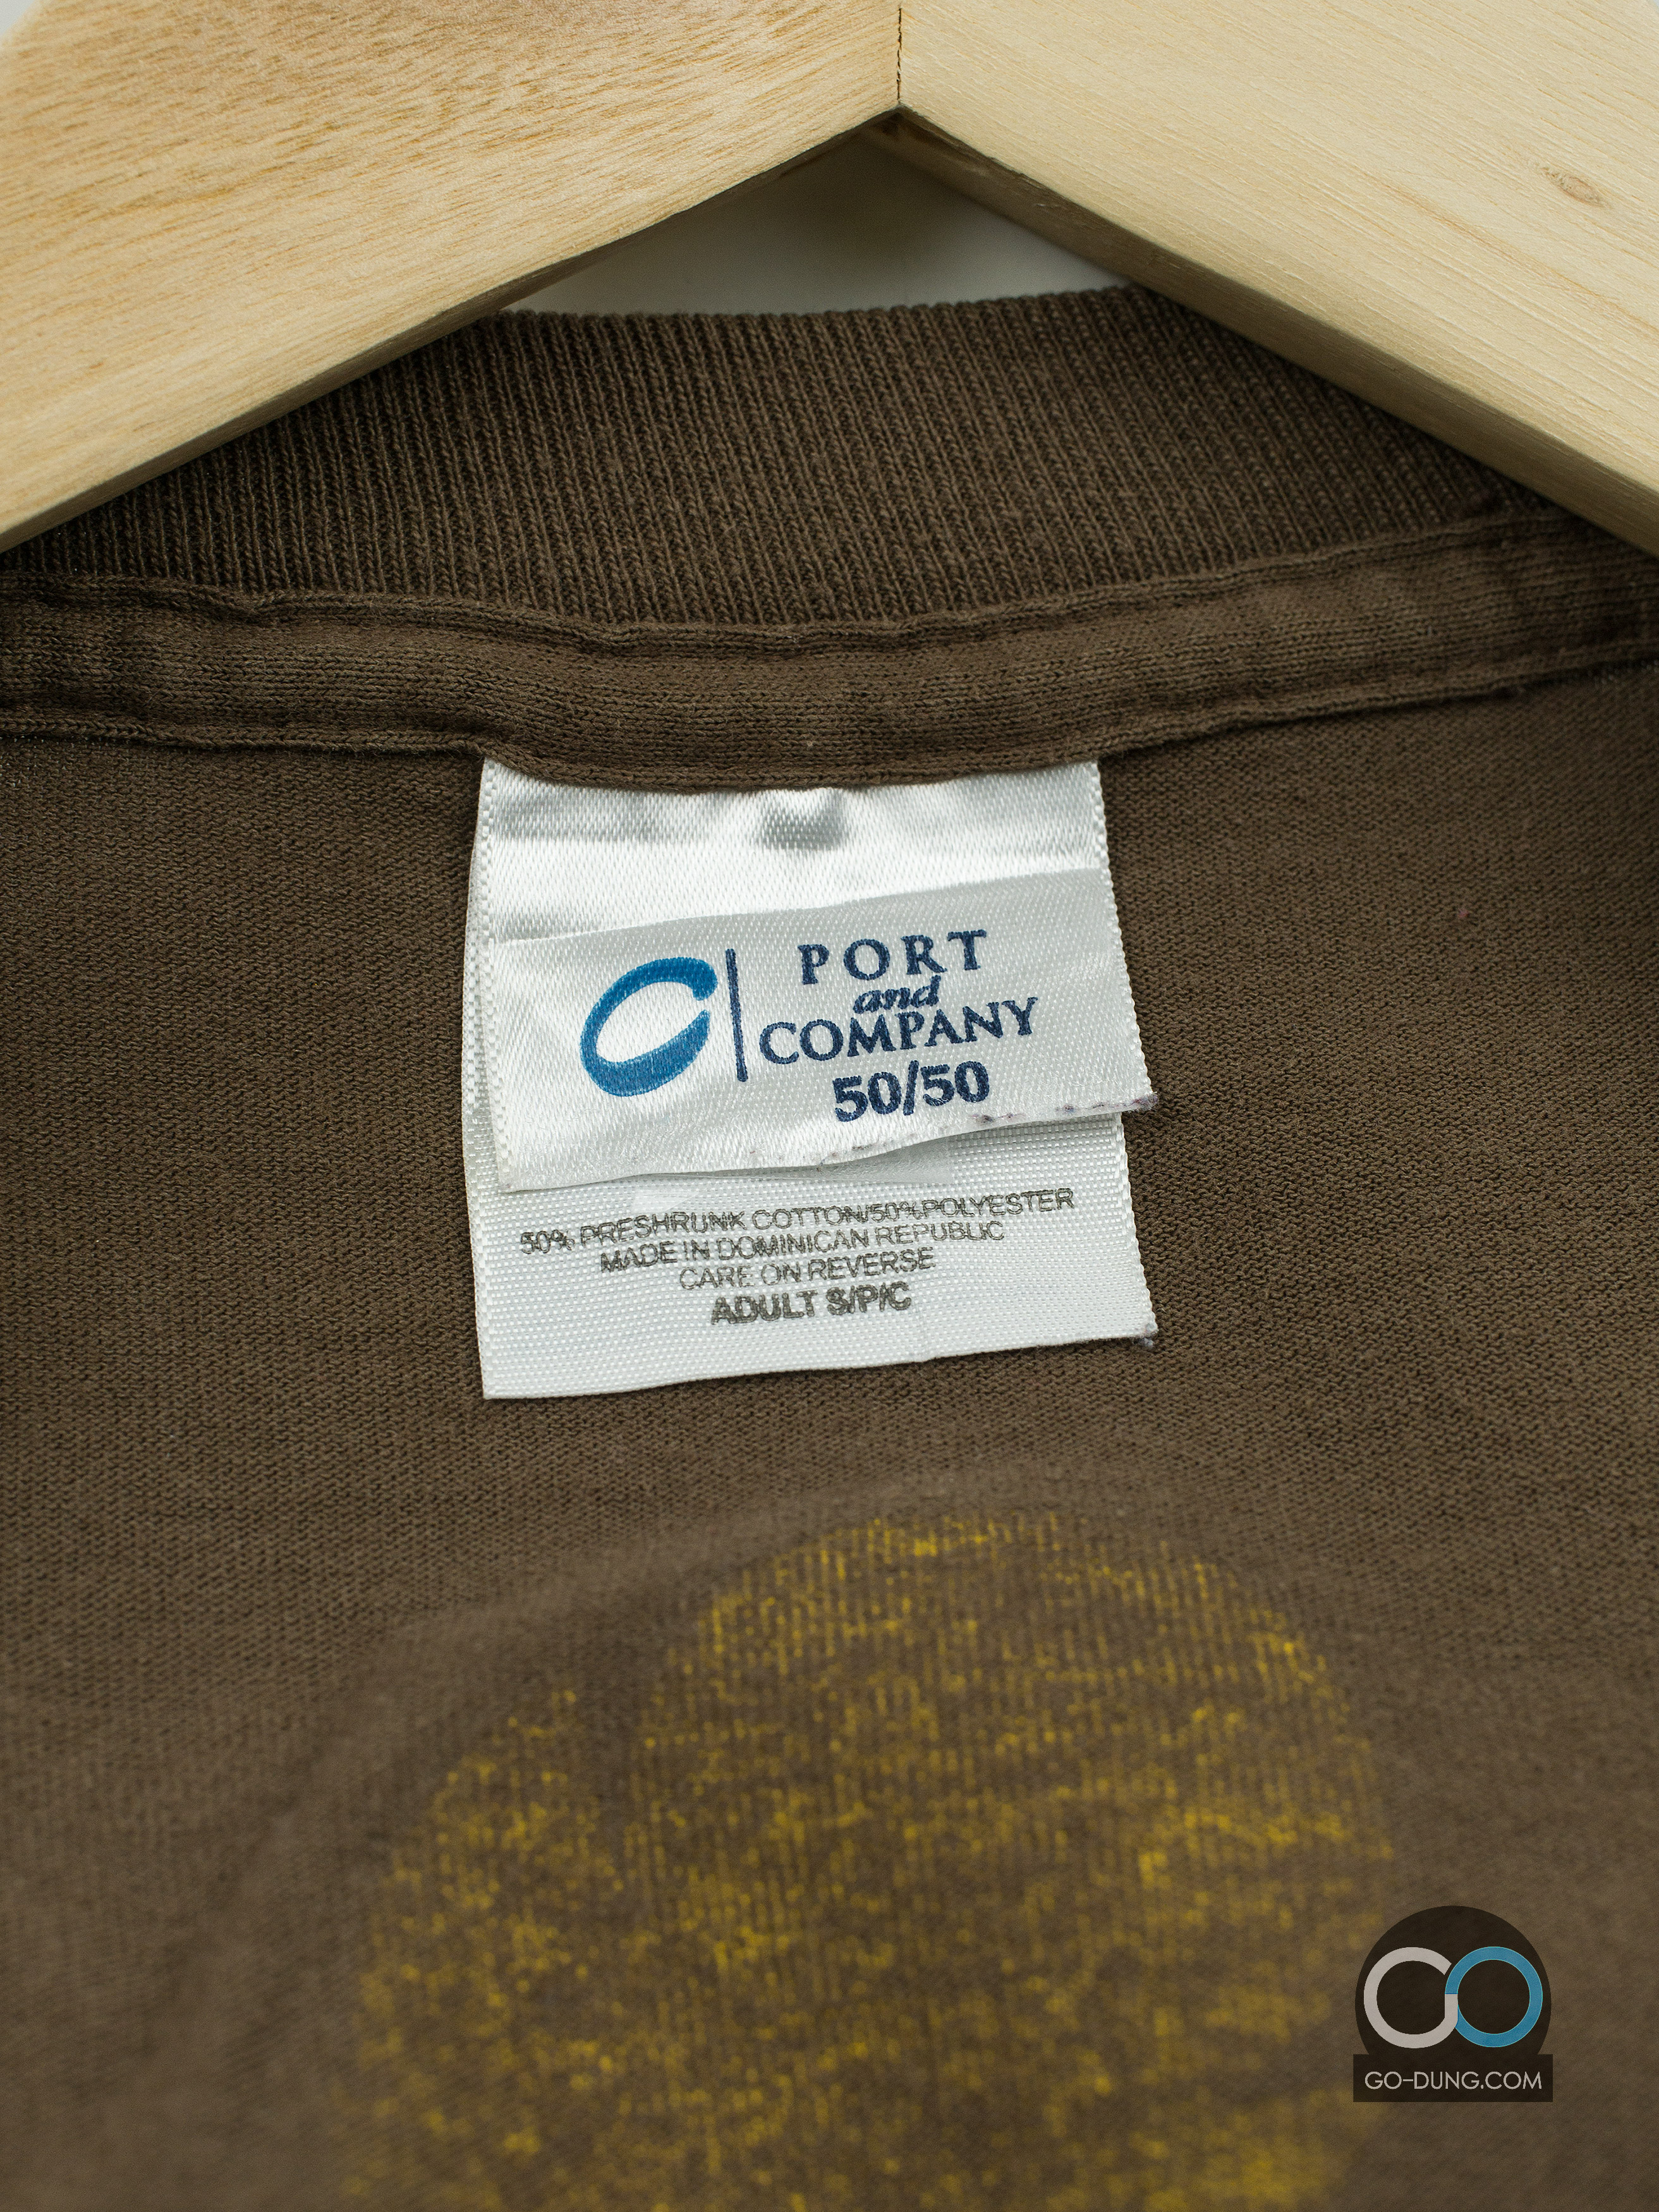 PORT
and
COMPANY
50/50
50% PRESHRUNK COTTON/50%POLYESTER
MADE IN DOMINICAN REPUBLIC
CARE ON REVERSE
ADULT S/P/C
GO
GO-DUNG.COM